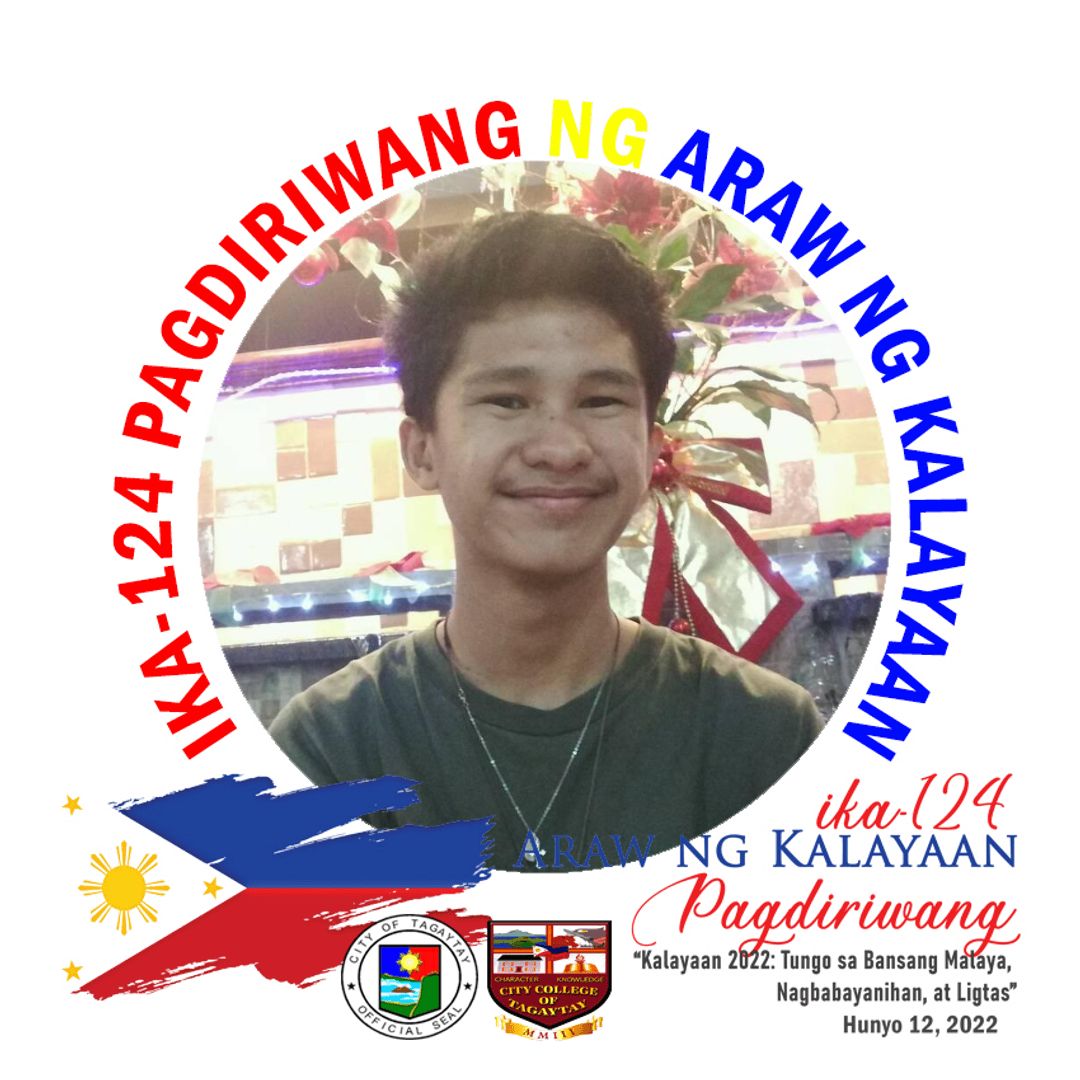 IKA-124 PAGDIRIWANG NG ARAW NG KALAYAAN
ika-124
ARAW NG KALAYAAN
Pagdiriwang
"Kalayaan 2022: Tungo sa Bansang Malaya,
Nagbabayanihan, at Ligtas"
Hunyo 12, 2022
CITY OF TAGAYTAY
OFFICIAL SEAL
CHARACTER KNOWLEDGE
CITY COLLEGE
OF
TAGAYTAY
MMIII